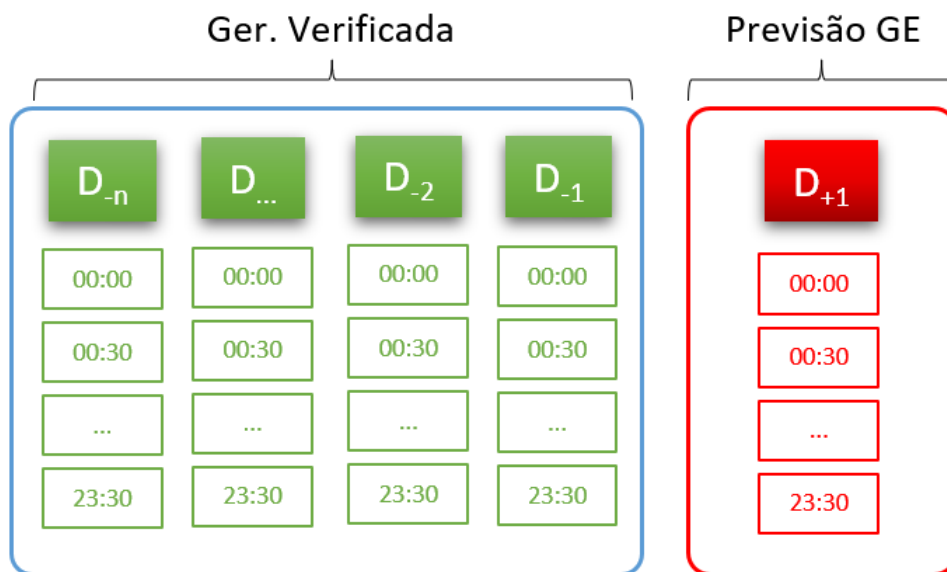 Ger. Verificada Previsão GE
D-n D... D-2 D-1 D+1
00:00 00:00 00:00 00:00 00:00
00:30 00:30 00:30 00:30 00:30
... ... ... ... ...
23:30 23:30 23:30 23:30 23:30